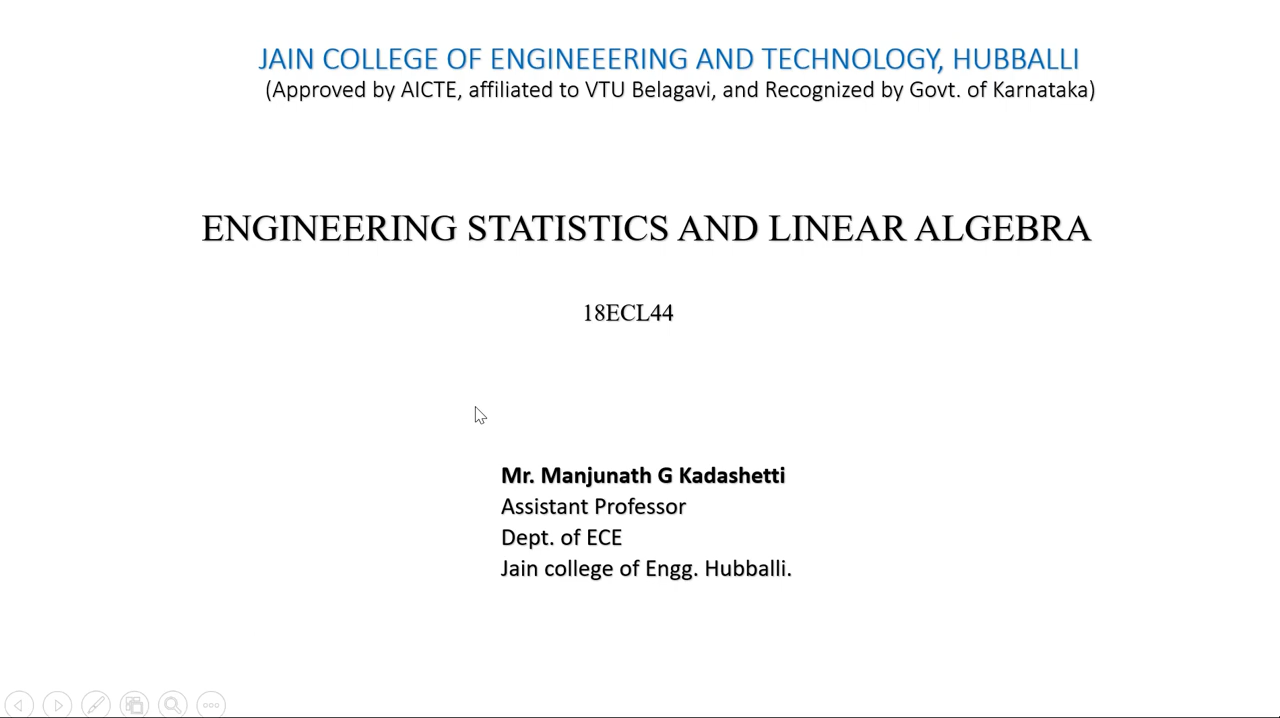 JAIN COLLEGE OF ENGINEEERING AND TECHNOLOGY, HUBBALLI
(Approved by AICTE, affiliated to VTU Belagavi, and Recognized by Govt. of Karnataka)
ENGINEERING STATISTICS AND LINEAR ALGEBRA
18ECL44
Mr. Manjunath G Kadashetti
Assistant Professor
Dept. of ECE
Jain college of Engg. Hubballi.